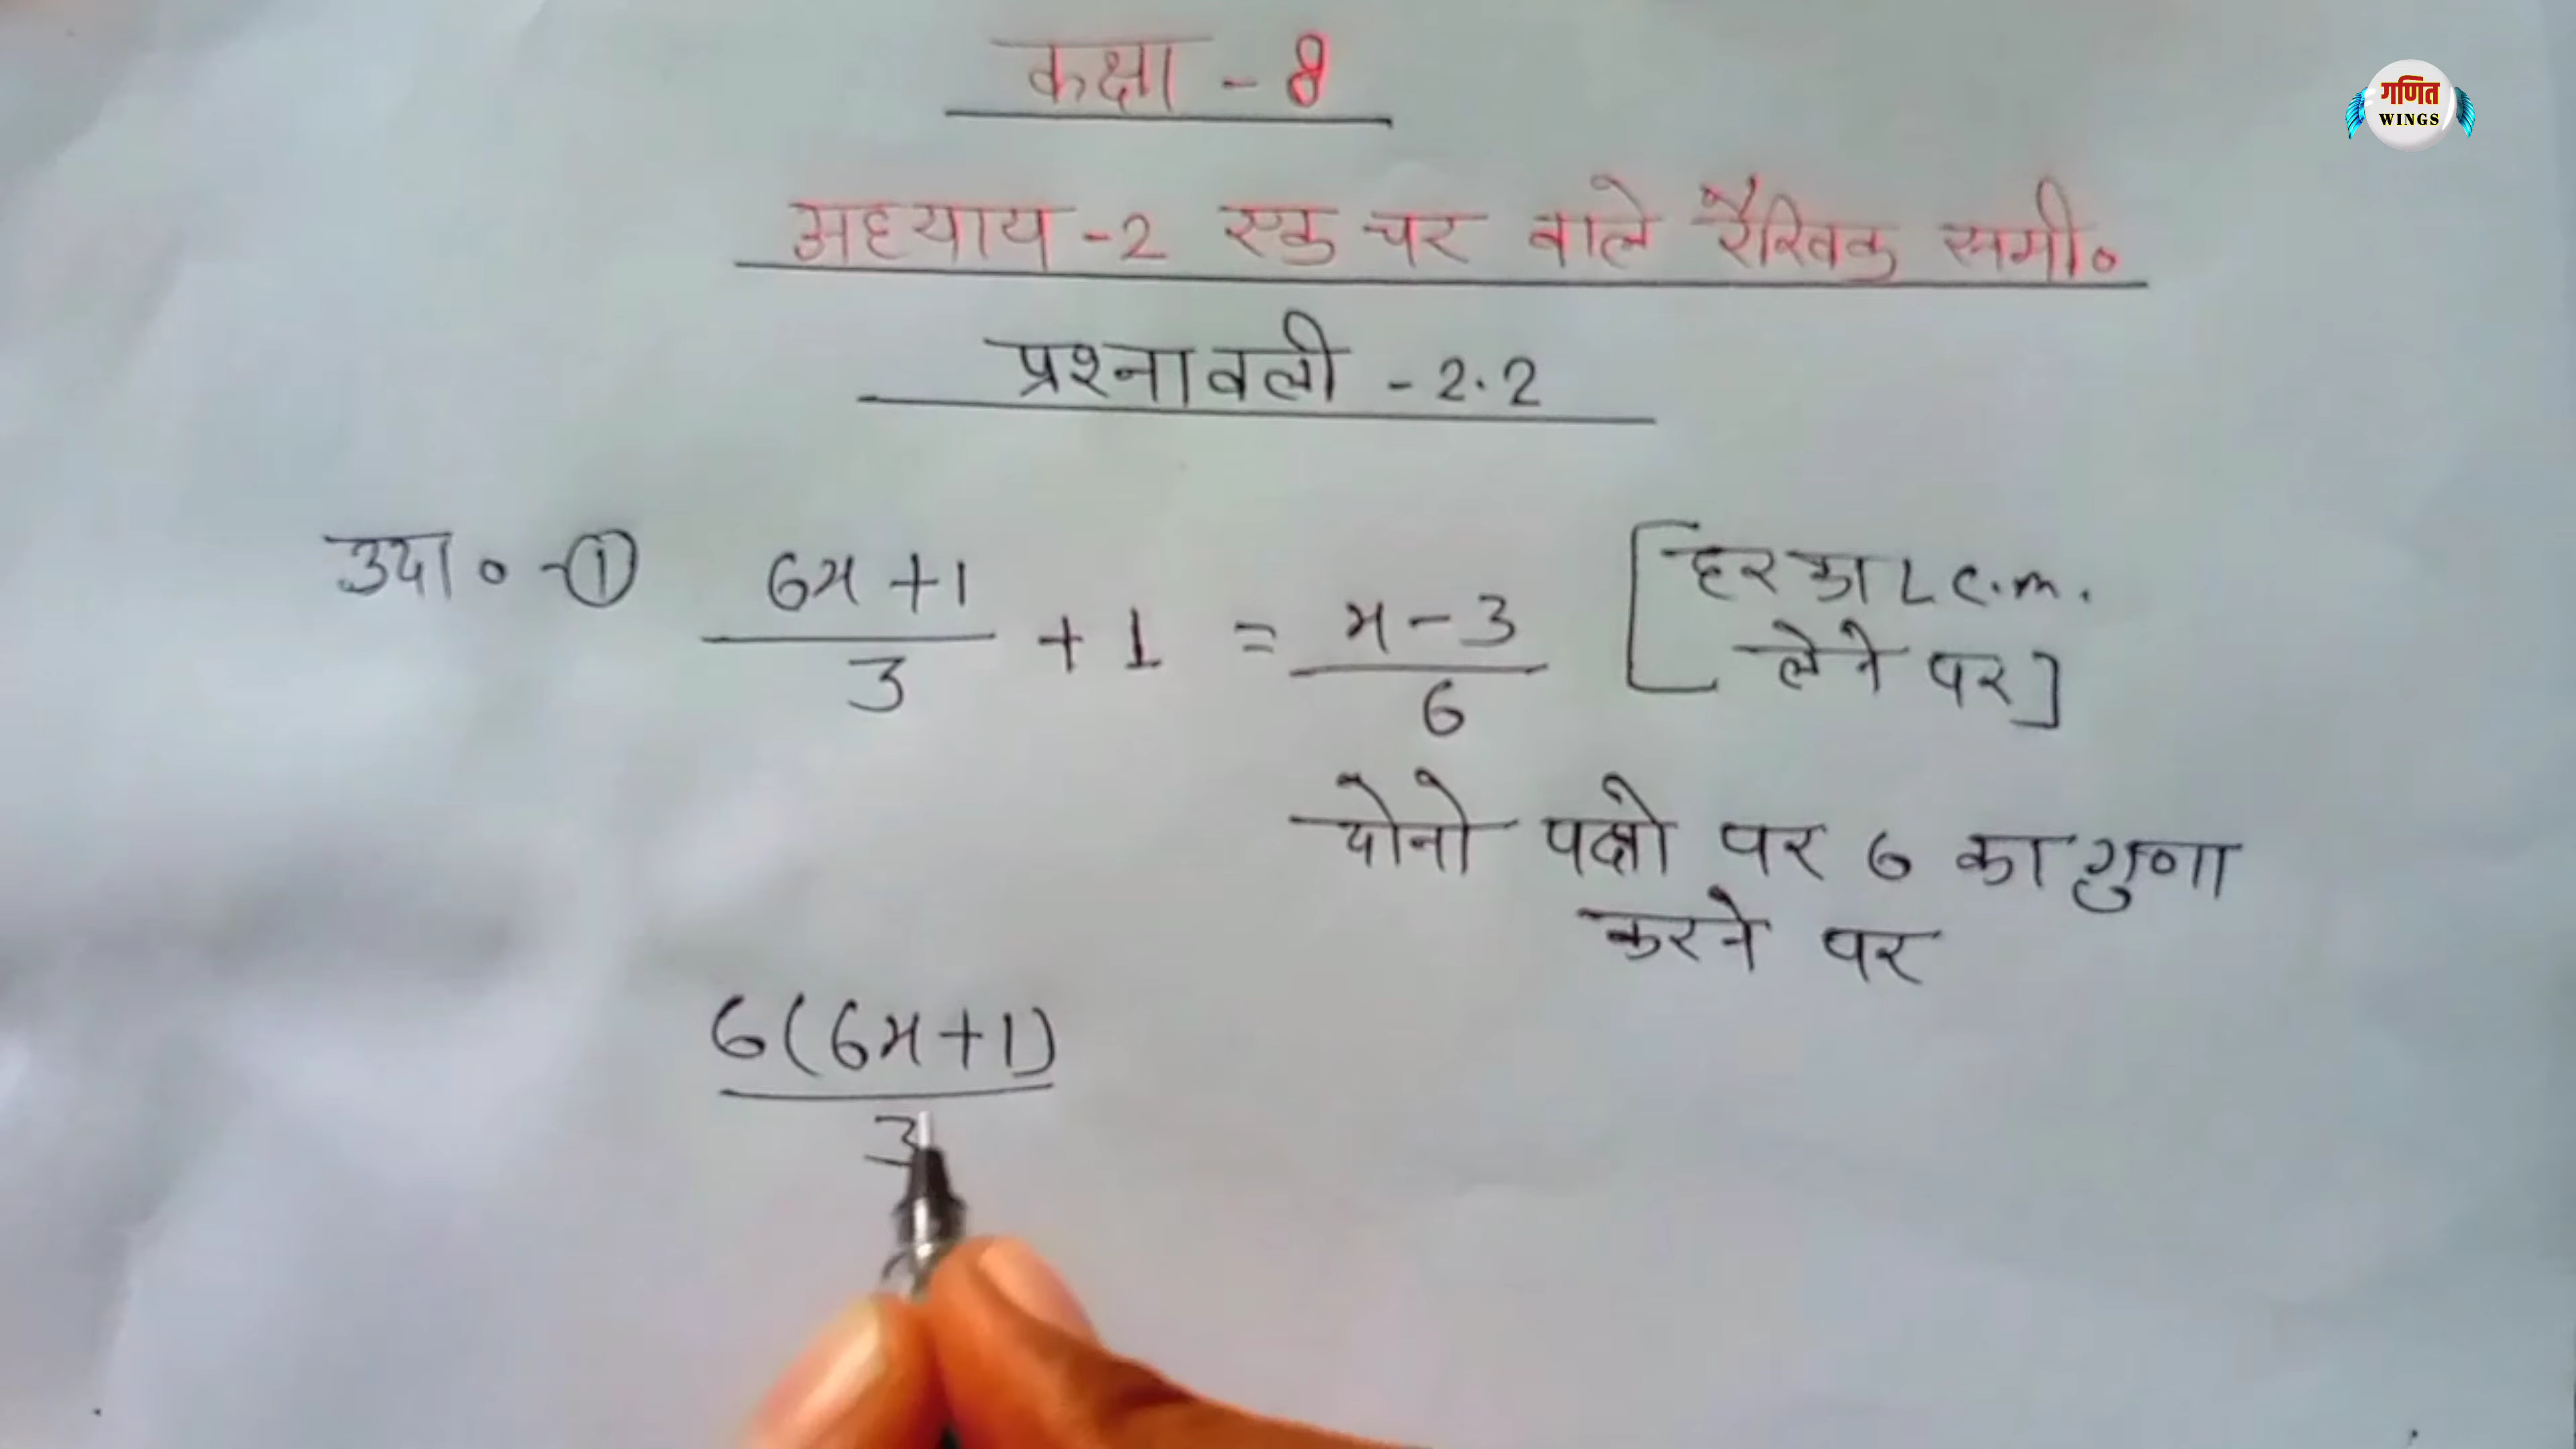 गणित
WINGS
कक्षा - 8
अध्याय -2 एक चर वाले रैखिक समी०
प्रश्नावली - 2.2
उदा० - ① (6x + 1)/3 + 1 = (x - 3)/6 [हर का L C.M.
लेने पर]
दोनो पक्षो पर 6 का गुणा
करने पर
6(6x+1)
3